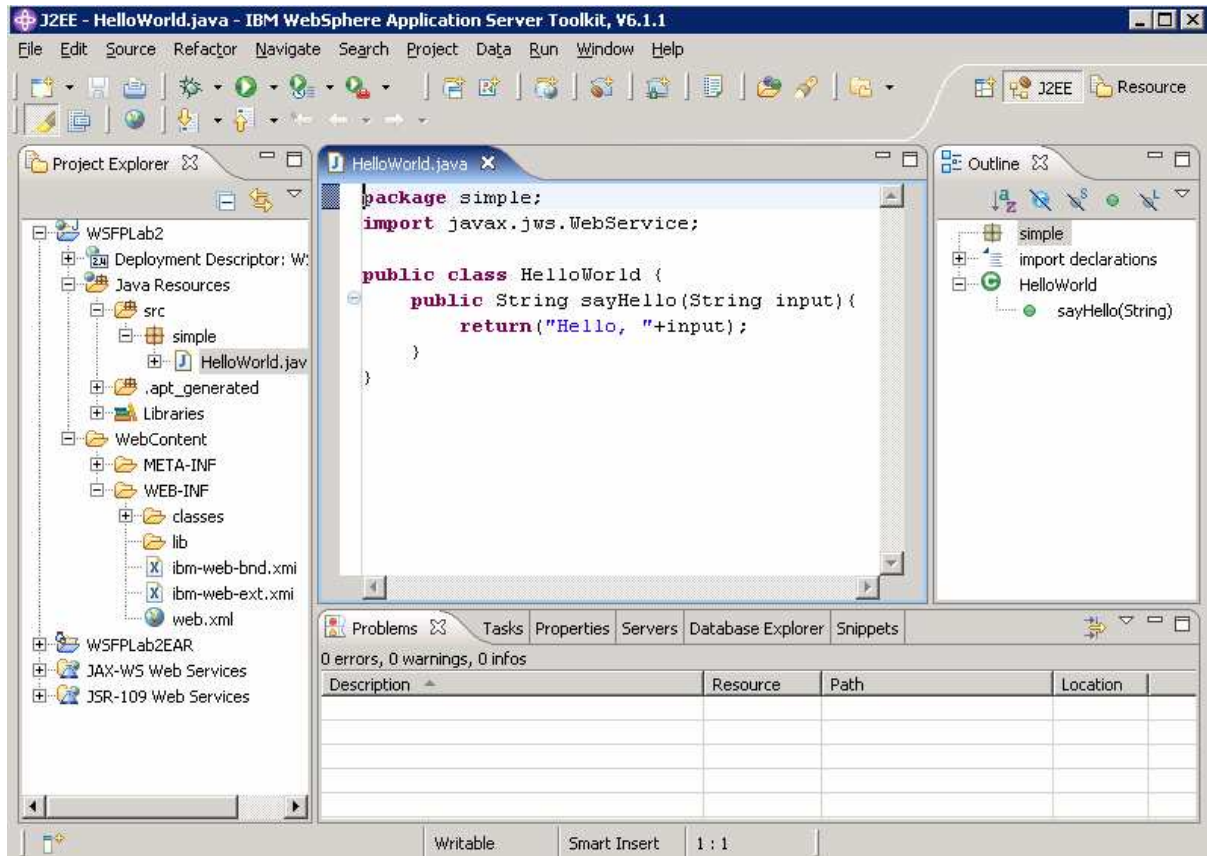 J2EE - HelloWorld.java - IBM WebSphere Application Server Toolkit, V6.1.1
File Edit Source Refactor Navigate Search Project Data Run Window Help
J2EE Resource
Project Explorer
WSFPLab2
Deployment Descriptor: W
Java Resources
src
simple
HelloWorld.jav
.apt_generated
Libraries
WebContent
META-INF
WEB-INF
classes
lib
ibm-web-bnd.xmi
ibm-web-ext.xmi
web.xml
WSFPLab2EAR
JAX-WS Web Services
JSR-109 Web Services
HelloWorld.java
package simple;
import javax.jws.WebService;
public class HelloWorld {
public String sayHello(String input){
return("Hello, "+input);
}
}
Outline
simple
import declarations
HelloWorld
sayHello(String)
Problems Tasks Properties Servers Database Explorer Snippets
0 errors, 0 warnings, 0 infos
Description Resource Path Location
Writable Smart Insert 1 : 1